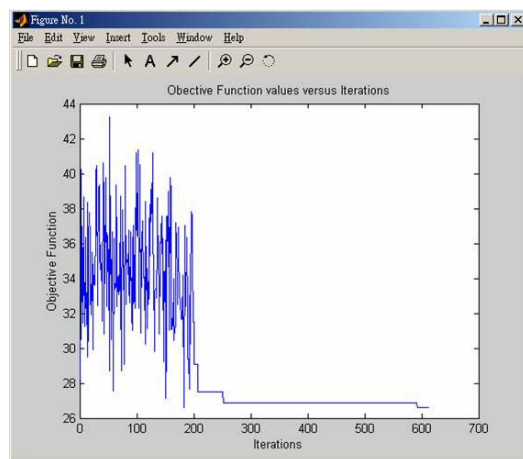 Figure No. 1
File Edit View Insert Tools Window Help
A
Obective Function values versus Iterations
44
42
40
38
36
34
32
30
28
26
Objective Function
0 100 200 300 400 500 600 700
Iterations